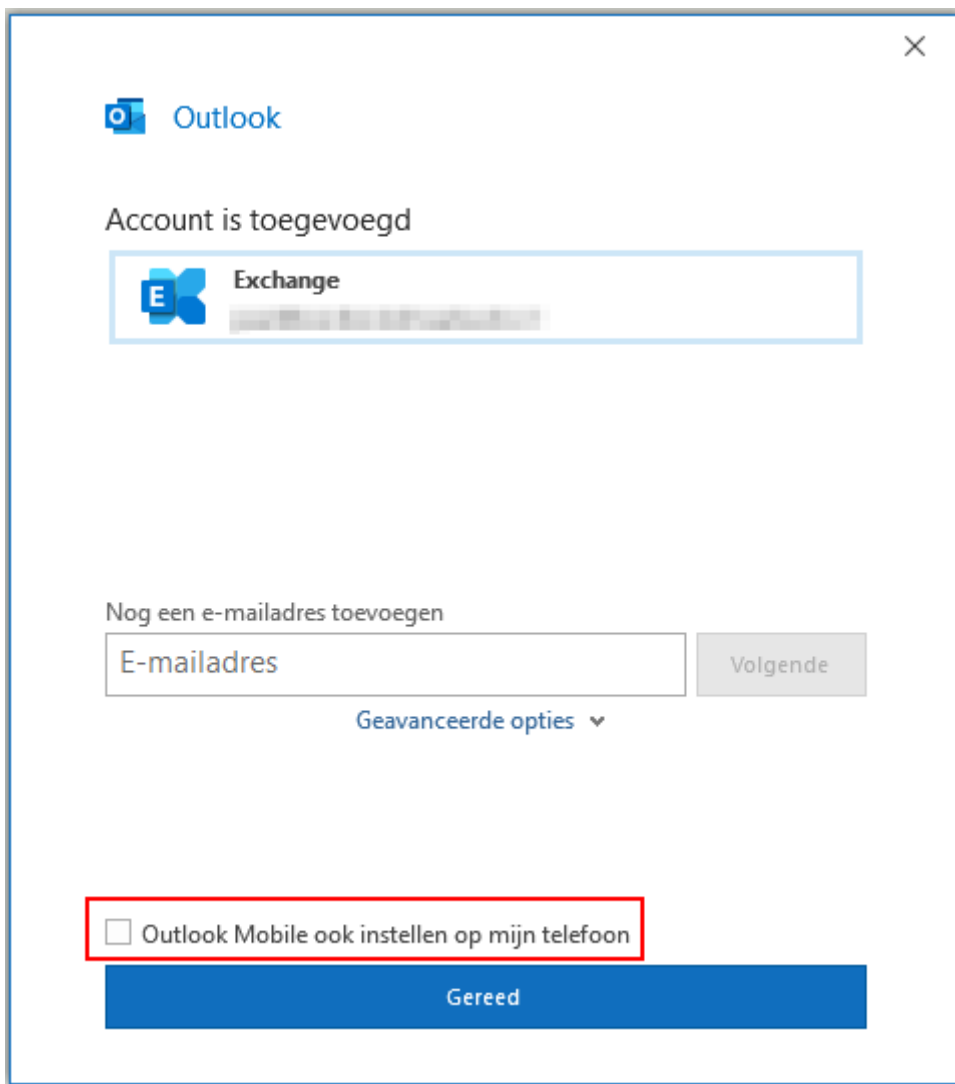 Outlook
Account is toegevoegd
Exchange
Nog een e-mailadres toevoegen
E-mailadres
Volgende
Geavanceerde opties
Outlook Mobile ook instellen op mijn telefoon
Gereed